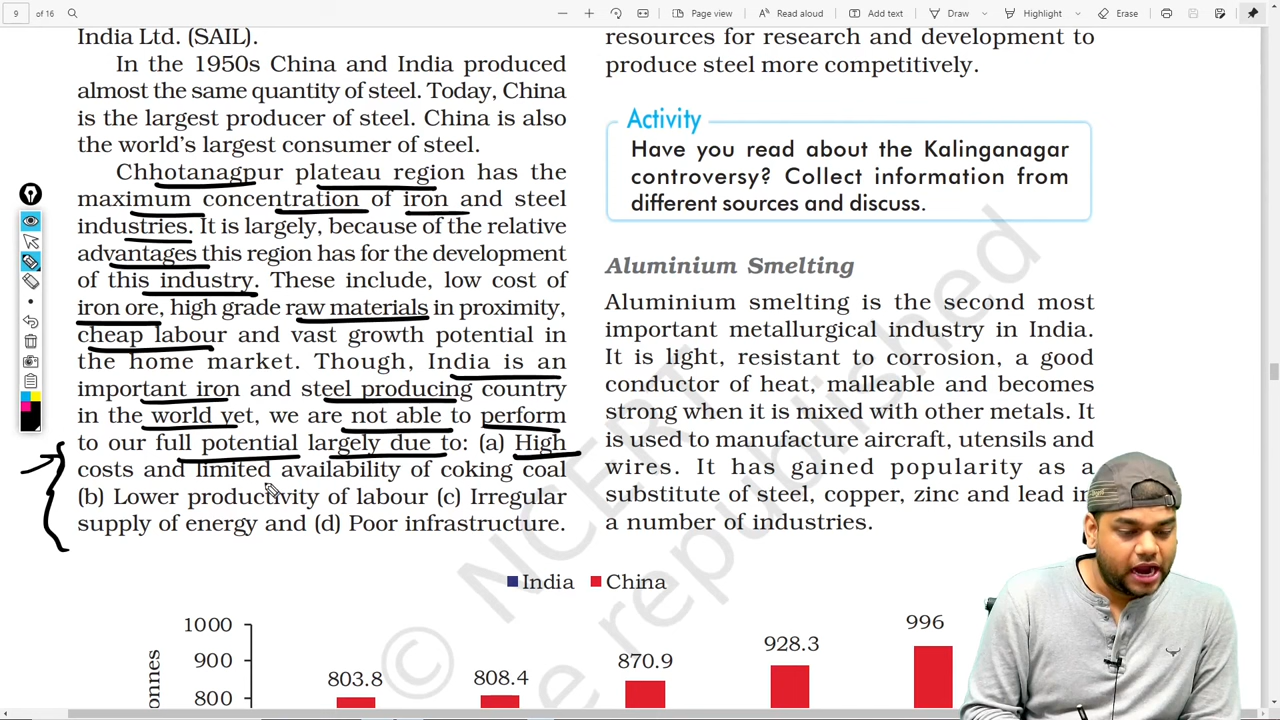 9 of 16
Page view
Read aloud
Add text
Draw
Highlight
Erase
India Ltd. (SAIL).
In the 1950s China and India produced
almost the same quantity of steel. Today, China
is the largest producer of steel. China is also
the world's largest consumer of steel.
Chhotanagpur plateau region has the
maximum concentration of iron and steel
industries. It is largely, because of the relative
advantages this region has for the development
of this industry. These include, low cost of
iron ore, high grade raw materials in proximity,
cheap labour and vast growth potential in
the home market. Though, India is an
important iron and steel producing country
in the world yet, we are not able to perform
to our full potential largely due to: (a) High
costs and limited availability of coking coal
(b) Lower productivity of labour (c) Irregular
supply of energy and (d) Poor infrastructure.
resources for research and development to
produce steel more competitively.
Activity
Have you read about the Kalinganagar
controversy? Collect information from
different sources and discuss.
Aluminium Smelting
Aluminium smelting is the second most
important metallurgical industry in India.
It is light, resistant to corrosion, a good
conductor of heat, malleable and becomes
strong when it is mixed with other metals. It
is used to manufacture aircraft, utensils and
wires. It has gained popularity as a
substitute of steel, copper, zinc and lead in
a number of industries.
© NCERT
be republished
India China
1000
900
800
onnes
803.8
808.4
870.9
928.3
996